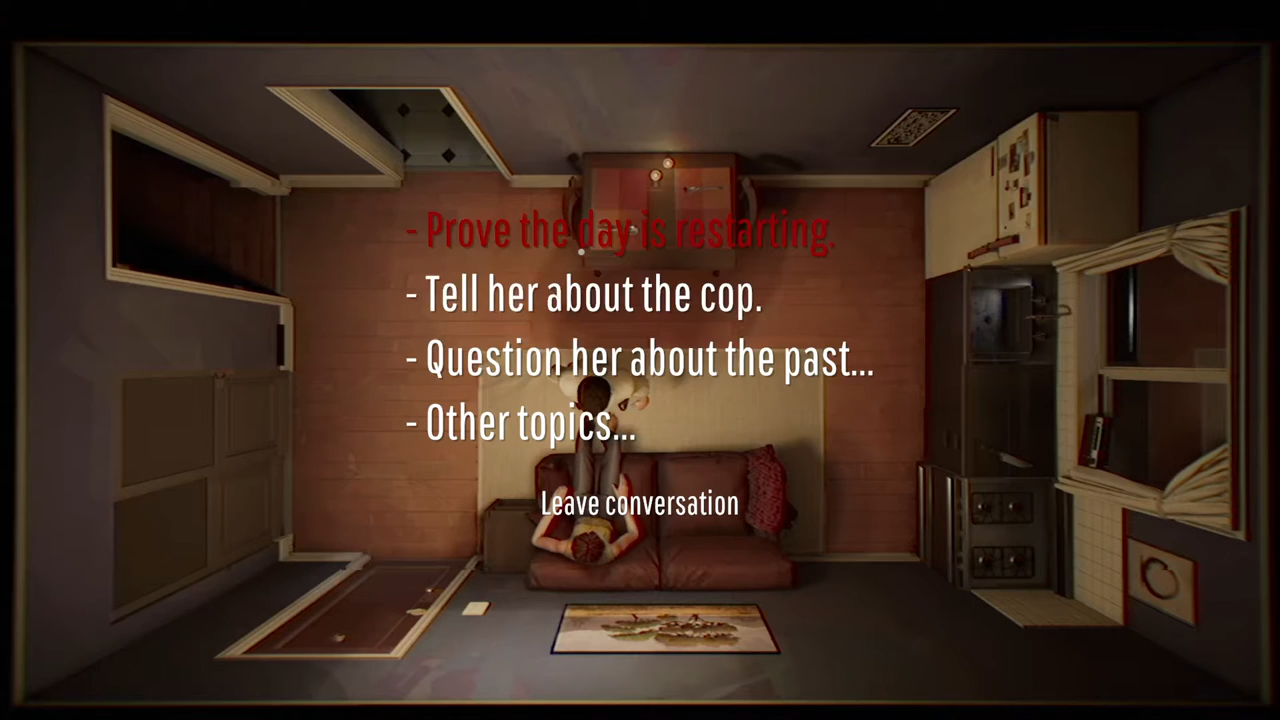 - Prove the day is restarting.
- Tell her about the cop.
- Question her about the past...
- Other topics...
Leave conversation